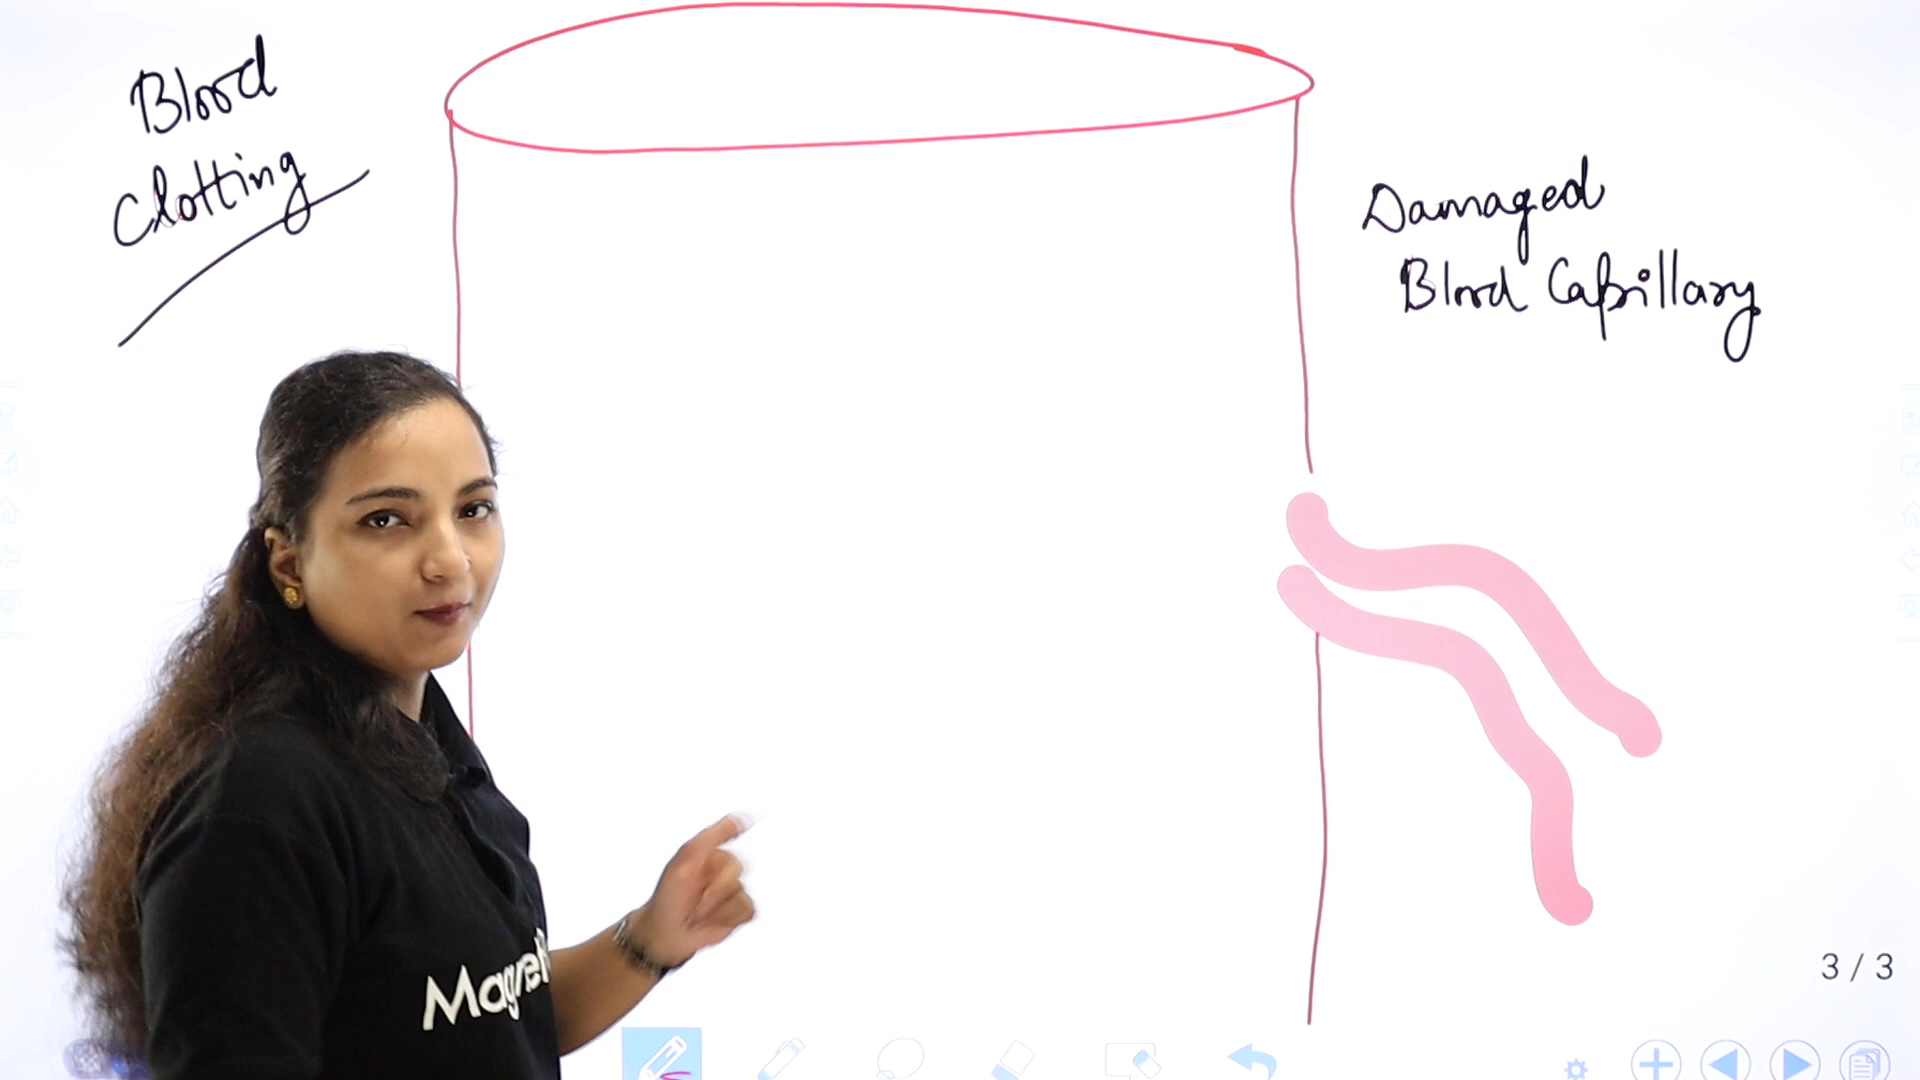 Blood
Clotting
Damaged
Blood Capillary
3 / 3